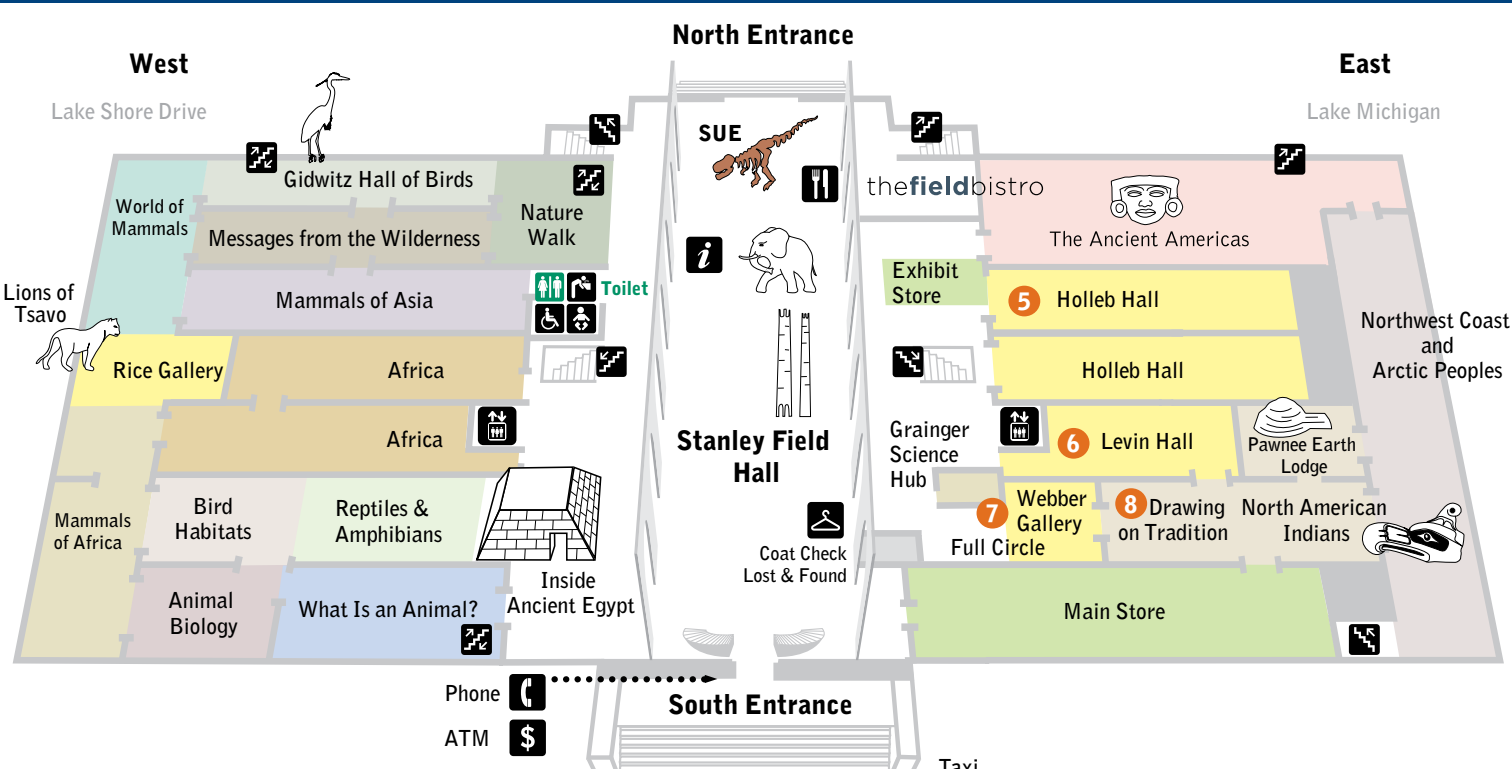 North Entrance
West
East
Lake Shore Drive
Lake Michigan
SUE
thefieldbistro
Gidwitz Hall of Birds
World of
Mammals
Nature
Walk
Messages from the Wilderness
The Ancient Americas
i
Exhibit
Store
Toilet
Mammals of Asia
5 Holleb Hall
Lions of
Tsavo
Northwest Coast
and
Arctic Peoples
Rice Gallery
Africa
Holleb Hall
Africa
Stanley Field
Hall
Grainger
Science
Hub
6 Levin Hall
Pawnee Earth
Lodge
Mammals
of Africa
Bird
Habitats
Reptiles &
Amphibians
7 Webber
Gallery
Full Circle
8 Drawing
on Tradition
North American
Indians
Coat Check
Lost & Found
Inside
Ancient Egypt
Animal
Biology
What Is an Animal?
Main Store
Phone
South Entrance
ATM $
Taxi